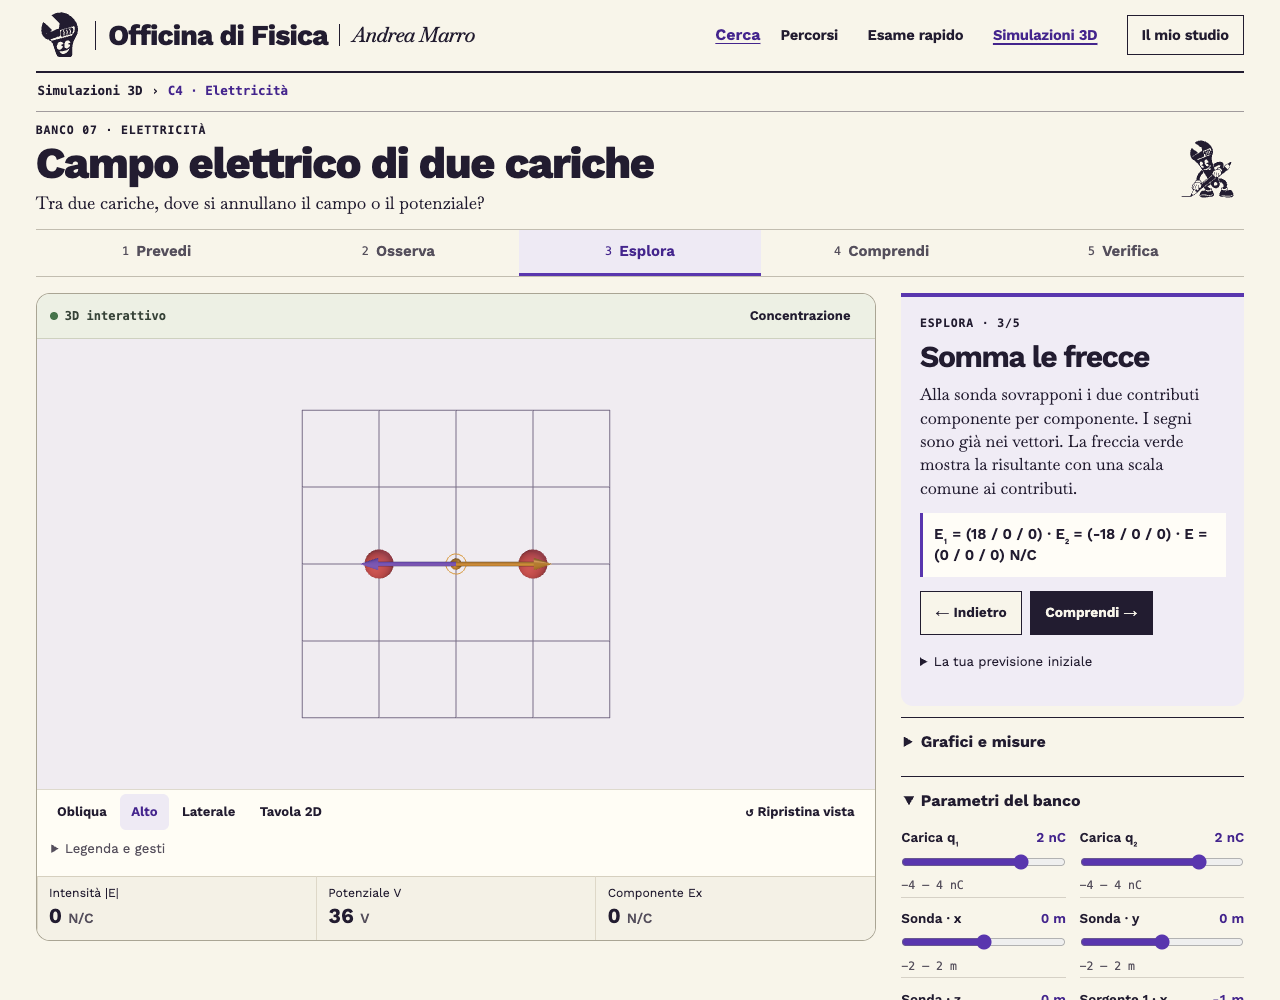 Officina di Fisica
Andrea Marro
Cerca
Percorsi
Esame rapido
Simulazioni 3D
Il mio studio
Simulazioni 3D › C4 · Elettricità
BANCO 07 · ELETTRICITÀ
Campo elettrico di due cariche
Tra due cariche, dove si annullano il campo o il potenziale?
1 Prevedi
2 Osserva
3 Esplora
4 Comprendi
5 Verifica
3D interattivo
Concentrazione
Obliqua
Alto
Laterale
Tavola 2D
↺ Ripristina vista
▶ Legenda e gesti
Intensità |E|
0 N/C
Potenziale V
36 V
Componente Ex
0 N/C
ESPLORA · 3/5
Somma le frecce
Alla sonda sovrapponi i due contributi
componente per componente. I segni
sono già nei vettori. La freccia verde
mostra la risultante con una scala
comune ai contributi.
E₁ = (18 / 0 / 0) · E₂ = (-18 / 0 / 0) · E =
(0 / 0 / 0) N/C
← Indietro
Comprendi →
▶ La tua previsione iniziale
▶ Grafici e misure
▼ Parametri del banco
Carica q₁ 2 nC
−4 — 4 nC
Carica q₂ 2 nC
−4 — 4 nC
Sonda · x 0 m
−2 — 2 m
Sonda · y 0 m
−2 — 2 m
Sonda · z 0 m
Sorgente 1 · x -1 m